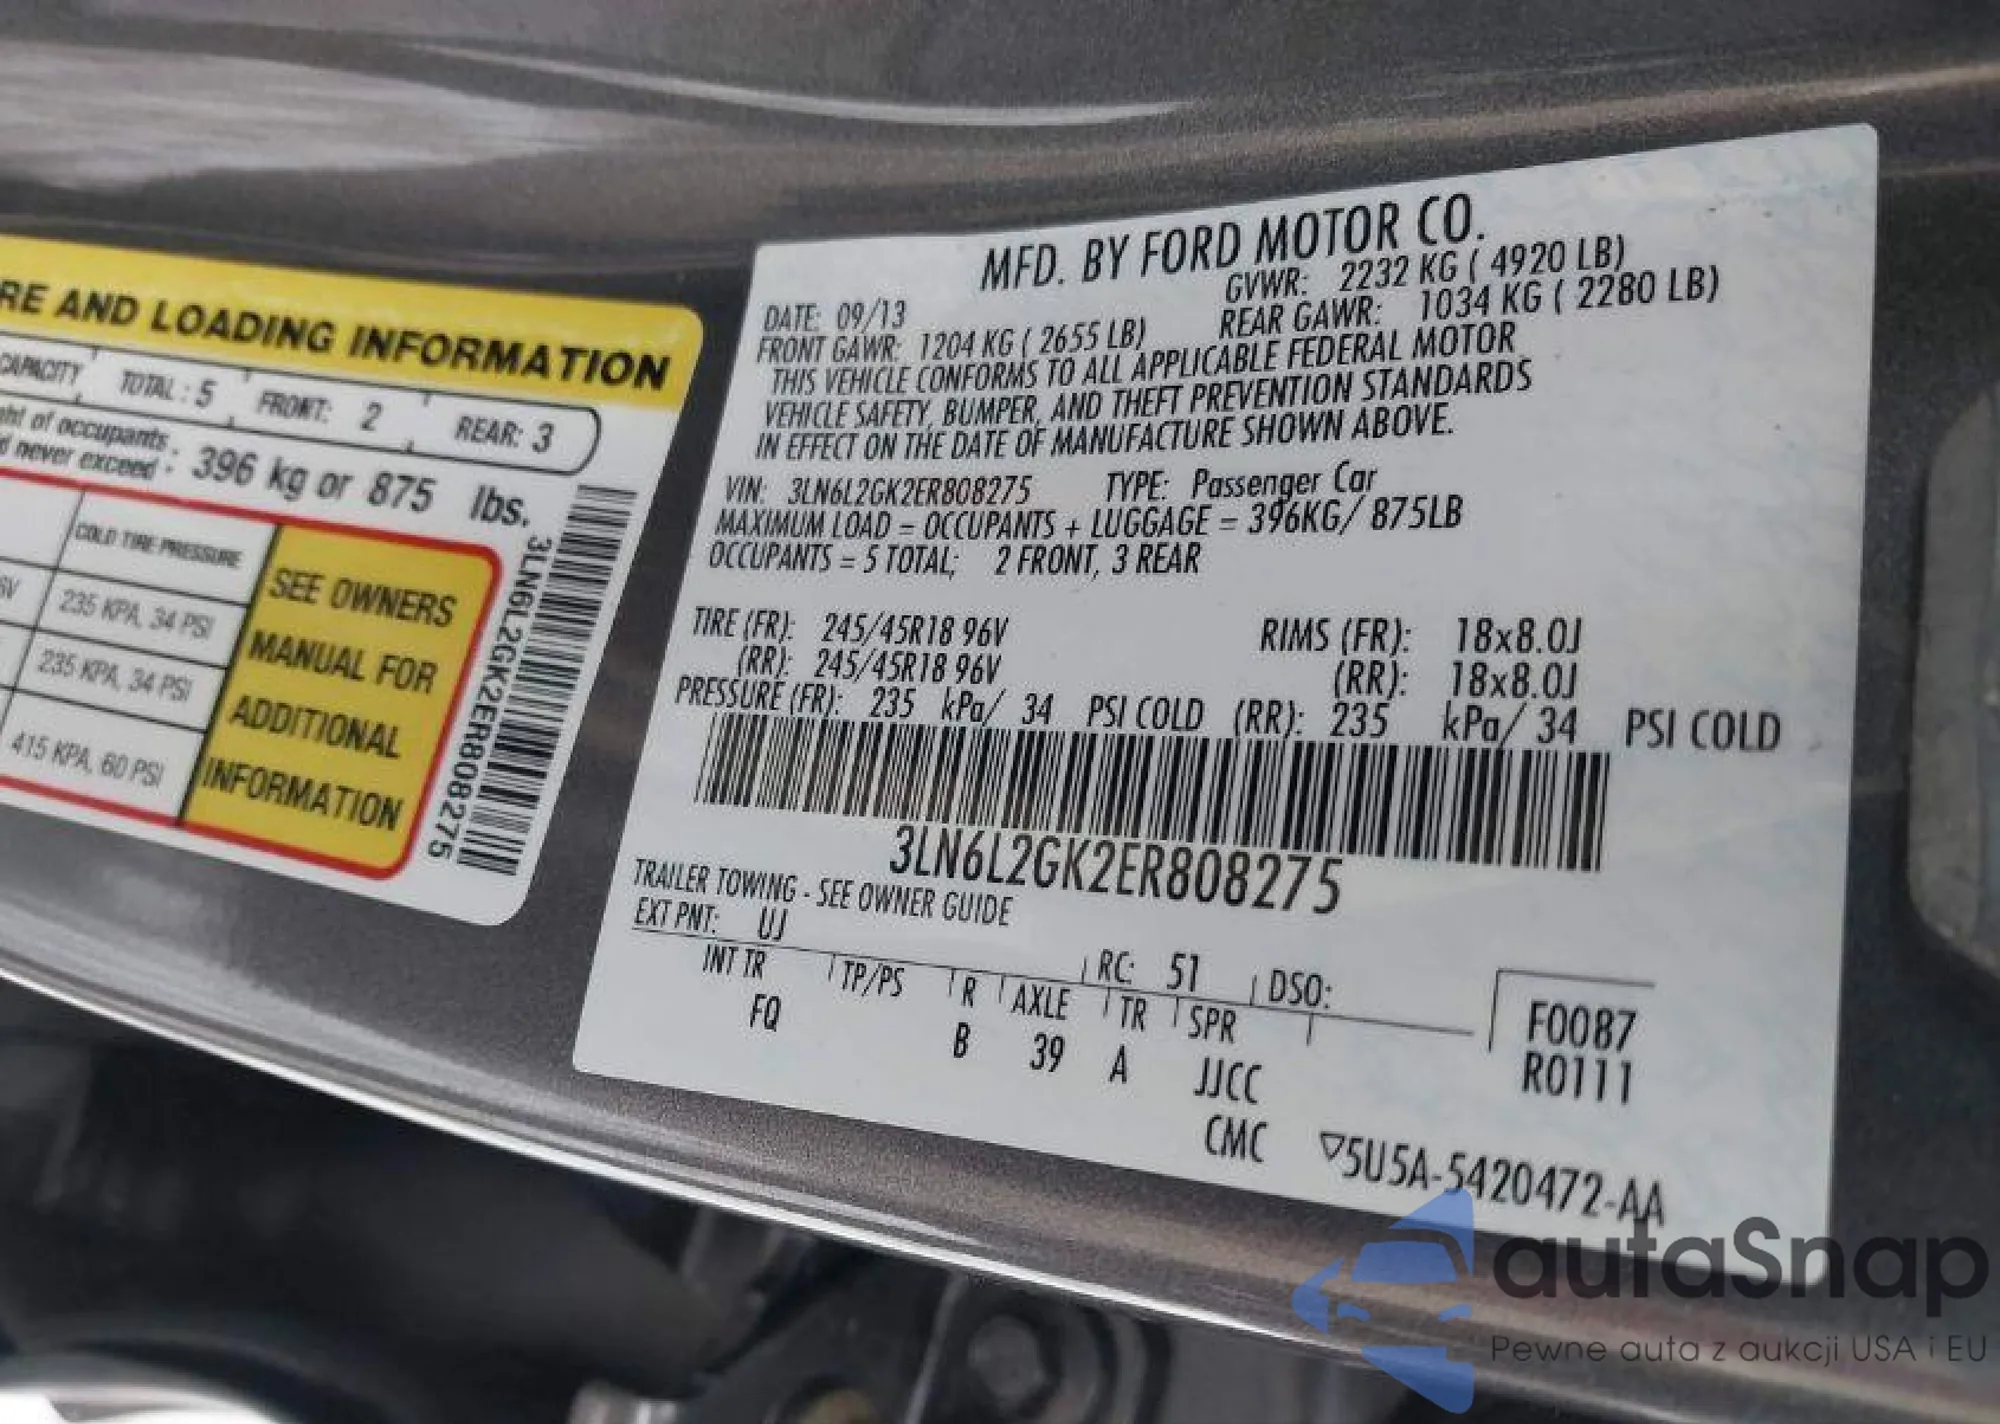 RE AND LOADING INFORMATION
CAPACITY TOTAL : 5 FRONT: 2 REAR: 3
ght of occupants
d never exceed : 396 kg or 875 lbs.
COLD TIRE PRESSURE
235 KPA, 34 PSI
235 KPA, 34 PSI
415 KPA, 60 PSI
SEE OWNERS
MANUAL FOR
ADDITIONAL
INFORMATION
3LN6L2GK2ER808275
MFD. BY FORD MOTOR CO.
DATE: 09/13 GVWR: 2232 KG ( 4920 LB)
FRONT GAWR: 1204 KG ( 2655 LB) REAR GAWR: 1034 KG ( 2280 LB)
THIS VEHICLE CONFORMS TO ALL APPLICABLE FEDERAL MOTOR
VEHICLE SAFETY, BUMPER, AND THEFT PREVENTION STANDARDS
IN EFFECT ON THE DATE OF MANUFACTURE SHOWN ABOVE.
VIN: 3LN6L2GK2ER808275 TYPE: Passenger Car
MAXIMUM LOAD = OCCUPANTS + LUGGAGE = 396KG/ 875LB
OCCUPANTS = 5 TOTAL; 2 FRONT, 3 REAR
TIRE (FR): 245/45R18 96V RIMS (FR): 18x8.0J
(RR): 245/45R18 96V (RR): 18x8.0J
PRESSURE (FR): 235 kPa/ 34 PSI COLD (RR): 235 kPa/ 34 PSI COLD
3LN6L2GK2ER808275
TRAILER TOWING - SEE OWNER GUIDE
EXT PNT: UJ RC: 51 DSO:
INT TR TP/PS R AXLE TR SPR
FQ B 39 A JJCC
F0087
R0111
CMC ▽5U5A-5420472-AA
autoSnap
Pewne auta z aukcji USA i EU